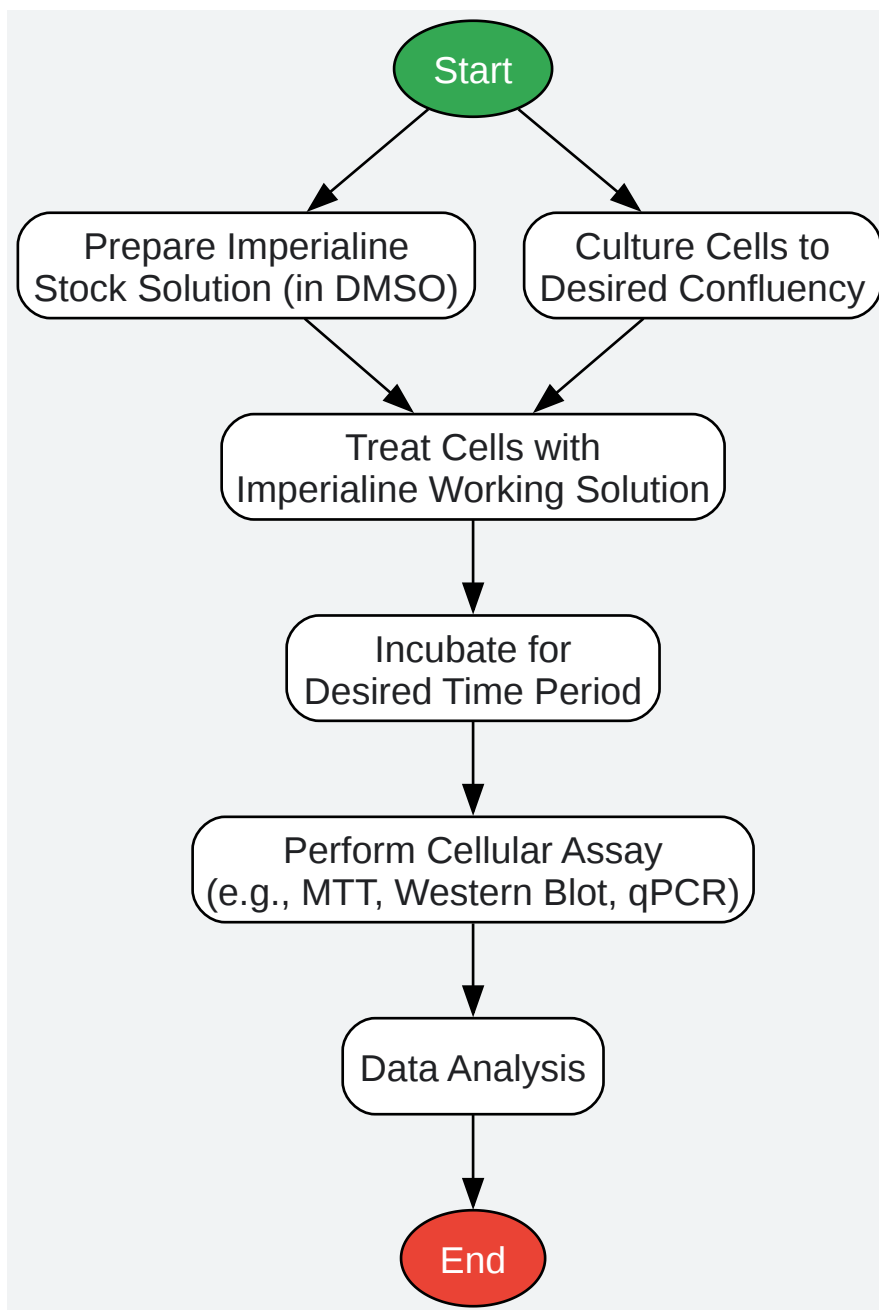 Start
Prepare Imperialine
Stock Solution (in DMSO)
Culture Cells to
Desired Confluency
Treat Cells with
Imperialine Working Solution
Incubate for
Desired Time Period
Perform Cellular Assay
(e.g., MTT, Western Blot, qPCR)
Data Analysis
End